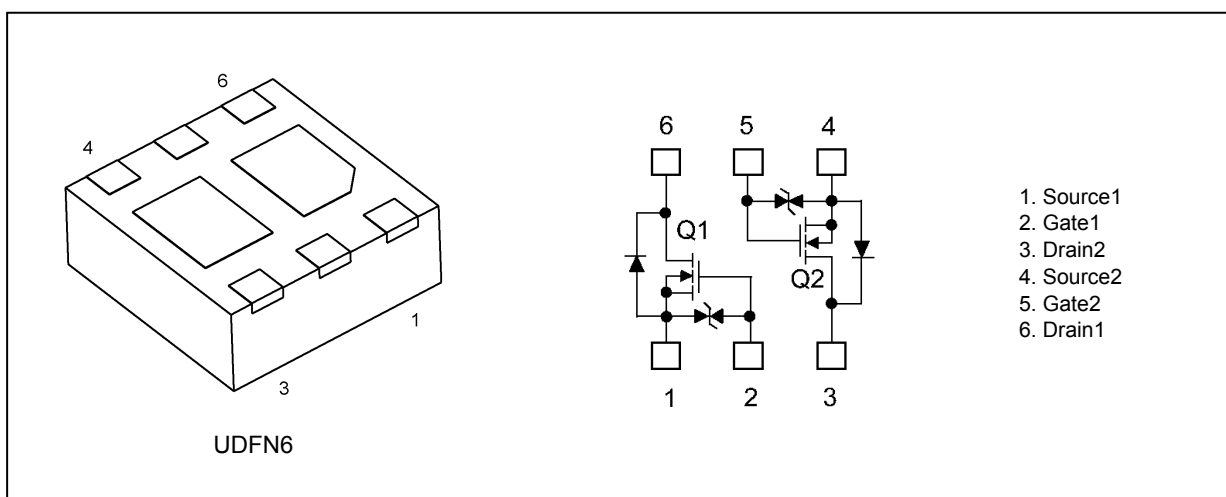 6
4
1
3
UDFN6
6 5 4
Q1
Q2
1 2 3
1. Source1
2. Gate1
3. Drain2
4. Source2
5. Gate2
6. Drain1